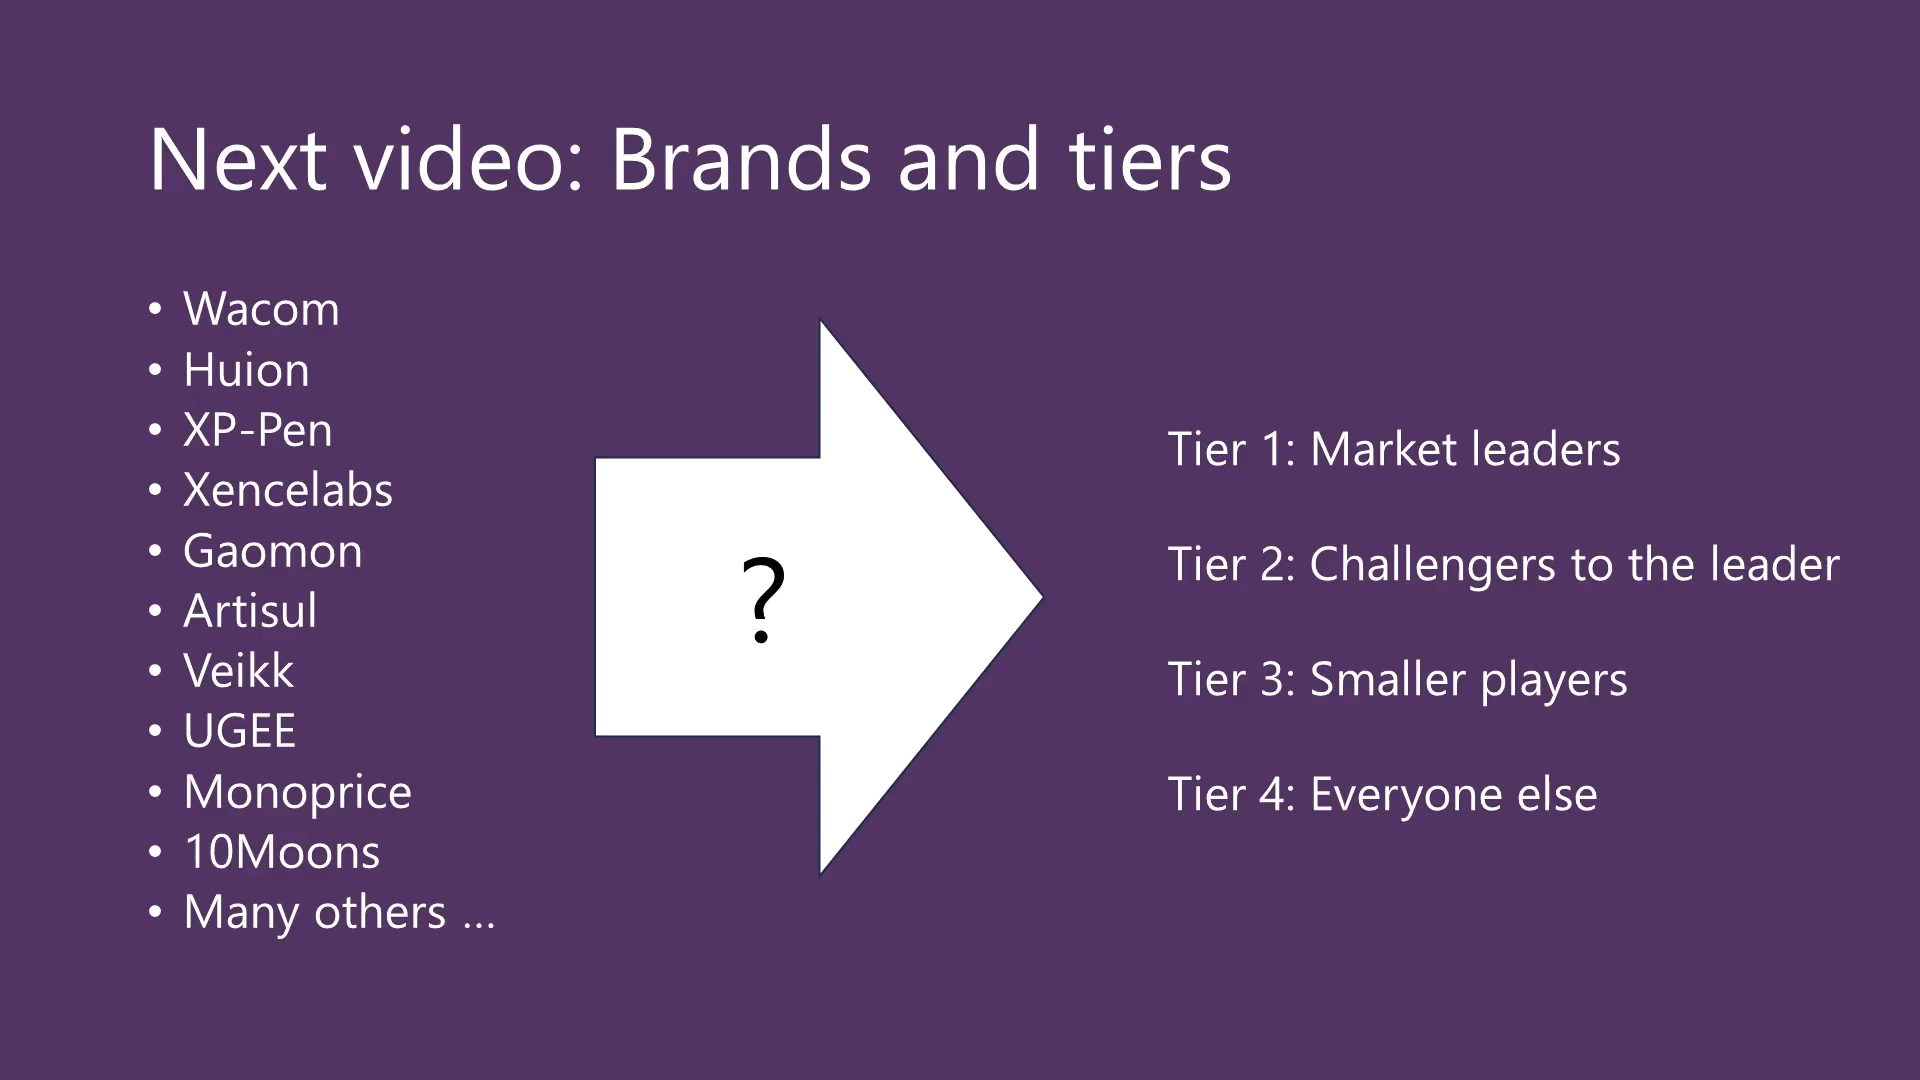 Next video: Brands and tiers
• Wacom
• Huion
• XP-Pen
• Xencelabs
• Gaomon
• Artisul
• Veikk
• UGEE
• Monoprice
• 10Moons
• Many others ...
?
Tier 1: Market leaders
Tier 2: Challengers to the leader
Tier 3: Smaller players
Tier 4: Everyone else